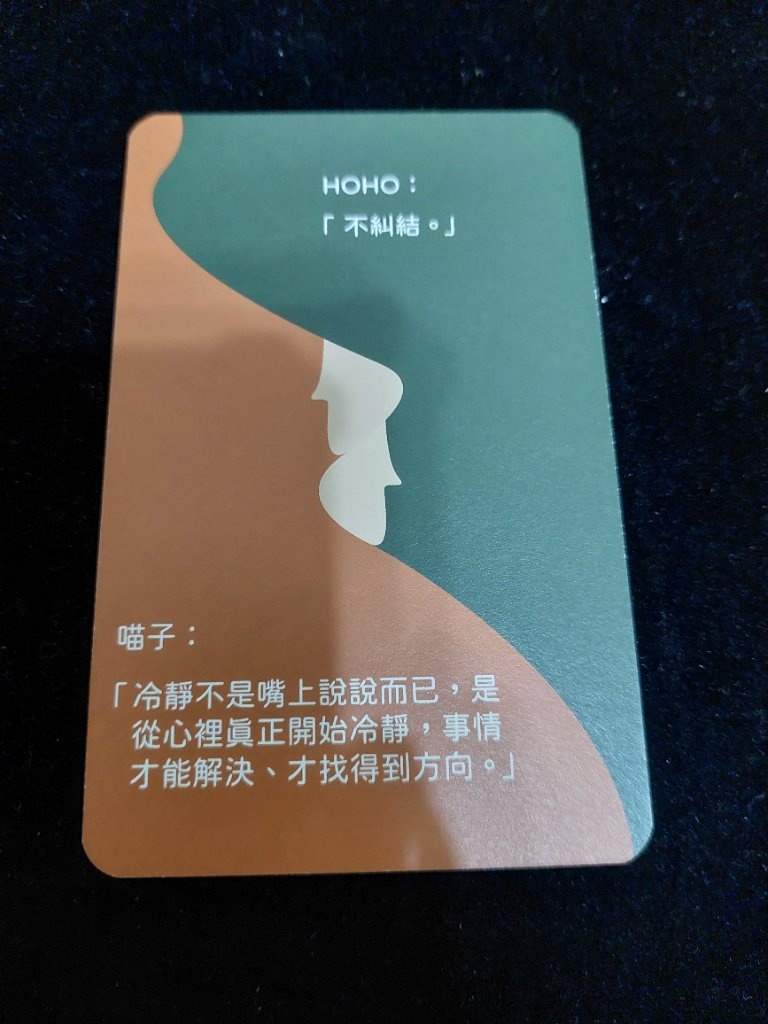 HOHO：
「不糾結。」
喵子：
「冷靜不是嘴上說說而已，是
從心裡真正開始冷靜，事情
才能解決、才找得到方向。」